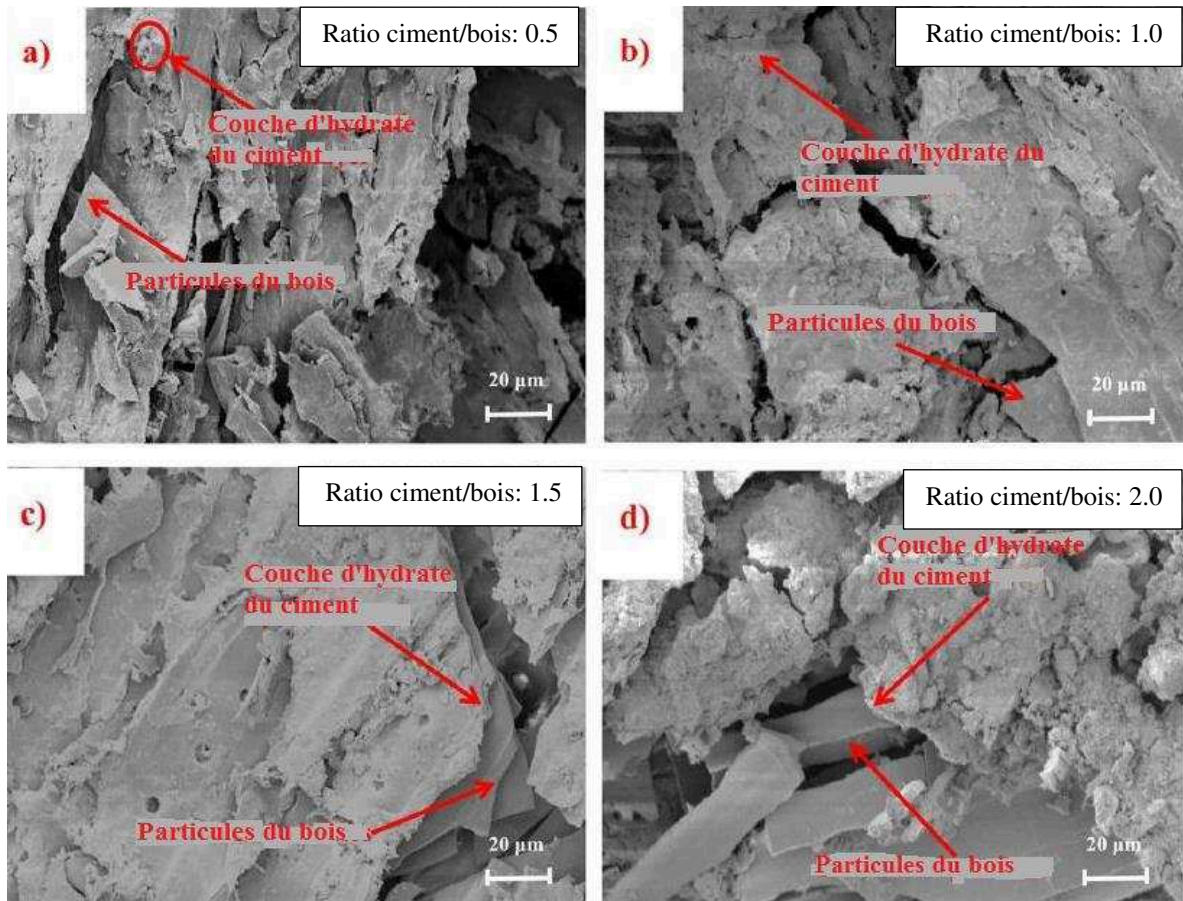 a)
Ratio ciment/bois: 0.5
Couche d'hydrate
du ciment
Particules du bois
20 µm
b)
Ratio ciment/bois: 1.0
Couche d'hydrate du
ciment
Particules du bois
20 µm
c)
Ratio ciment/bois: 1.5
Couche d'hydrate
du ciment
Particules du bois
20 µm
d)
Ratio ciment/bois: 2.0
Couche d'hydrate
du ciment
Particules du bois
20 µm